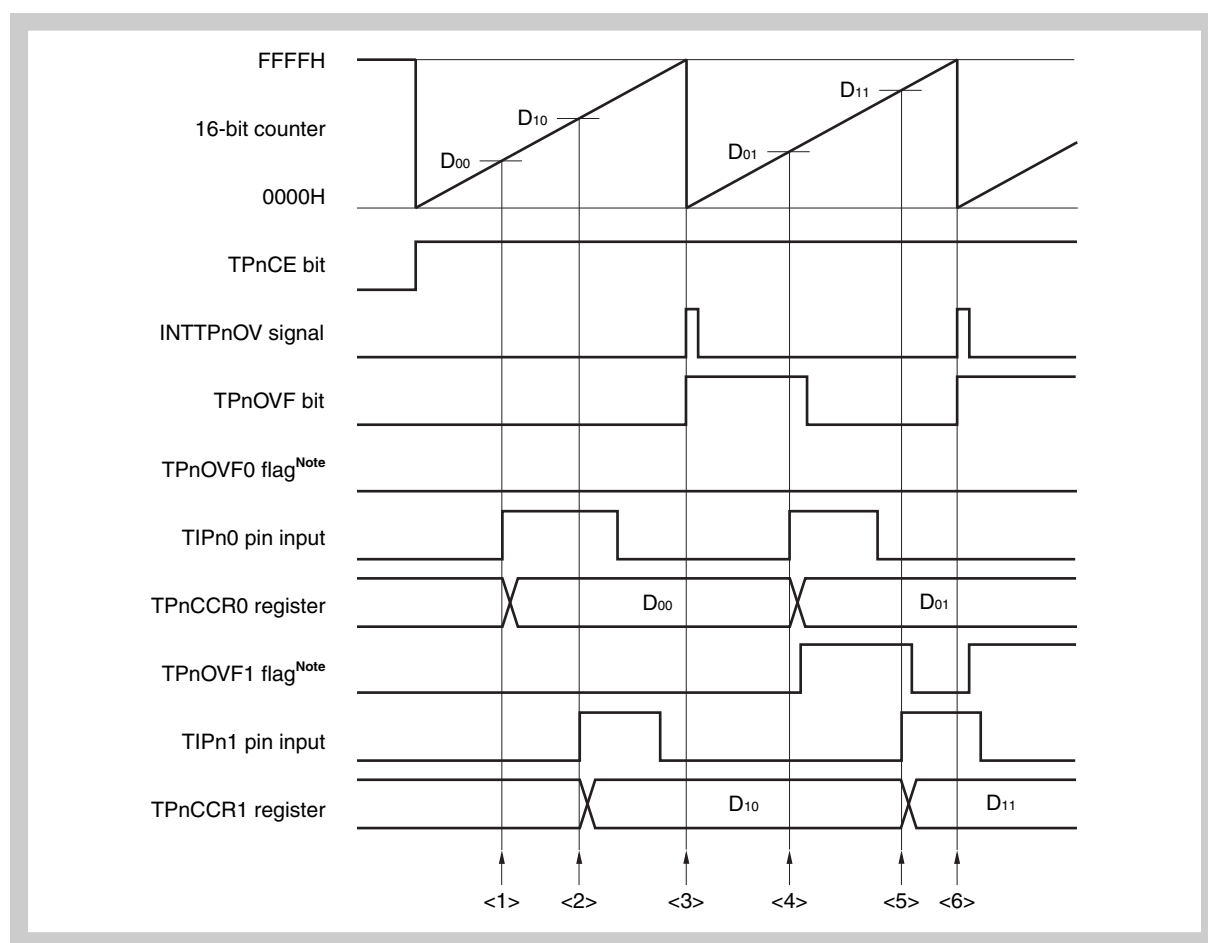 FFFFH
16-bit counter
0000H
D00
D10
D01
D11
TPnCE bit
INTTPnOV signal
TPnOVF bit
TPnOVF0 flagNote
TIPn0 pin input
TPnCCR0 register
D00
D01
TPnOVF1 flagNote
TIPn1 pin input
TPnCCR1 register
D10
D11
<1> <2> <3> <4> <5> <6>